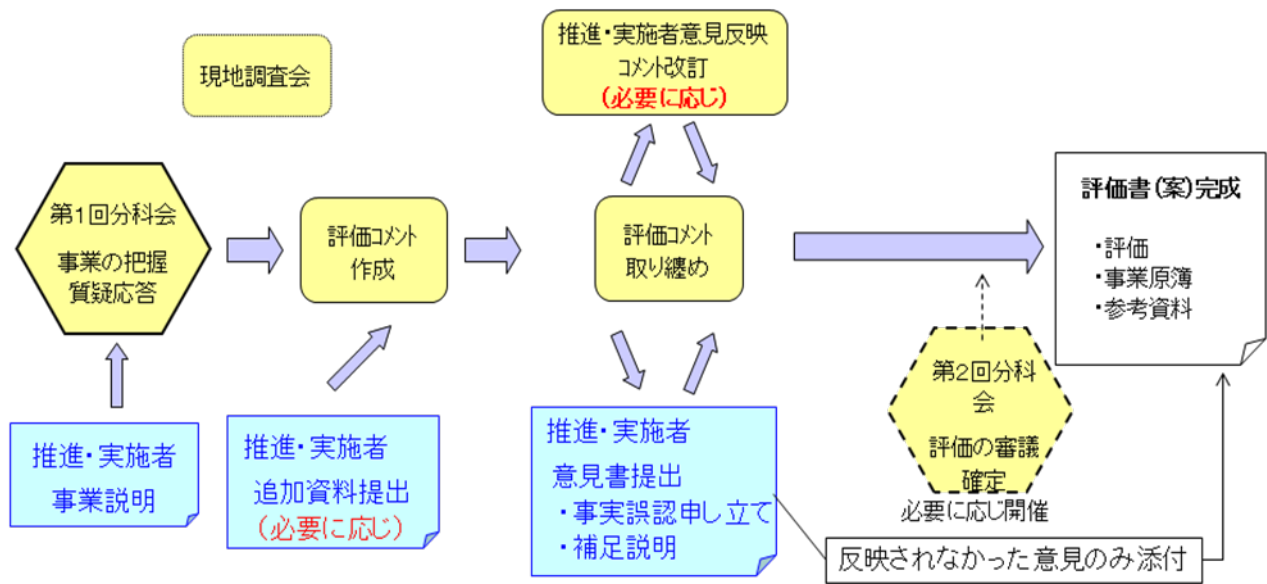 現地調査会
推進・実施者意見反映
コメント改訂
(必要に応じ)
第1回分科会
事業の把握
質疑応答
評価コメント
作成
評価コメント
取り纏め
評価書(案)完成
・評価
・事業原簿
・参考資料
推進・実施者
事業説明
推進・実施者
追加資料提出
(必要に応じ)
推進・実施者
意見書提出
・事実誤認申し立て
・補足説明
第2回分科
会
評価の審議
確定
必要に応じ開催
反映されなかった意見のみ添付